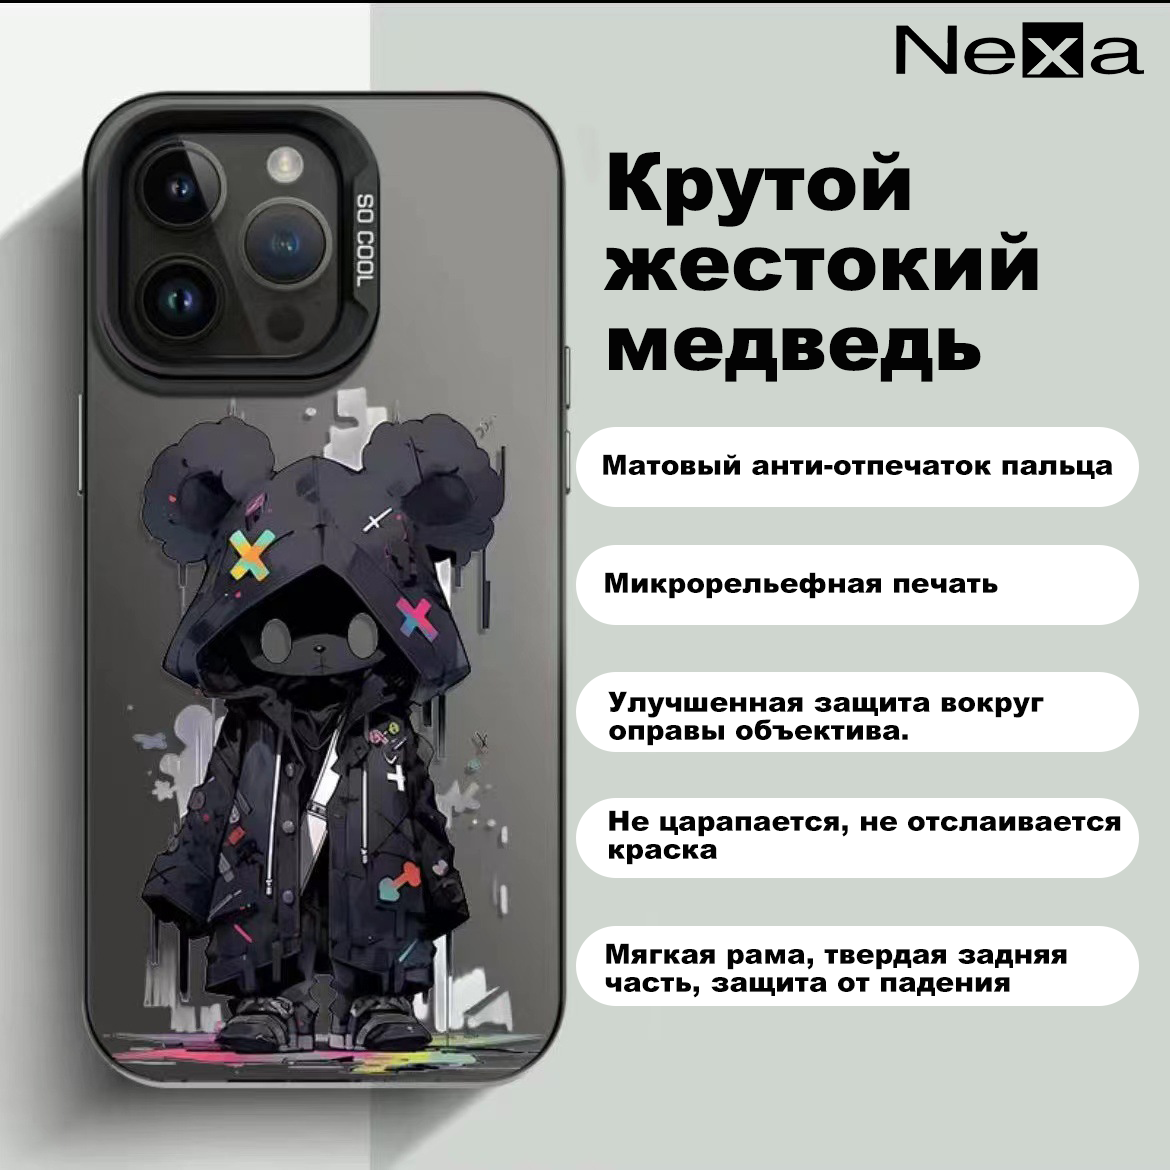 NeXa
SO COOL
Крутой
жестокий
медведь
Матовый анти-отпечаток пальца
Микрорельефная печать
Улучшенная защита вокруг
оправы объектива.
Не царапается, не отслаивается
краска
Мягкая рама, твердая задняя
часть, защита от падения